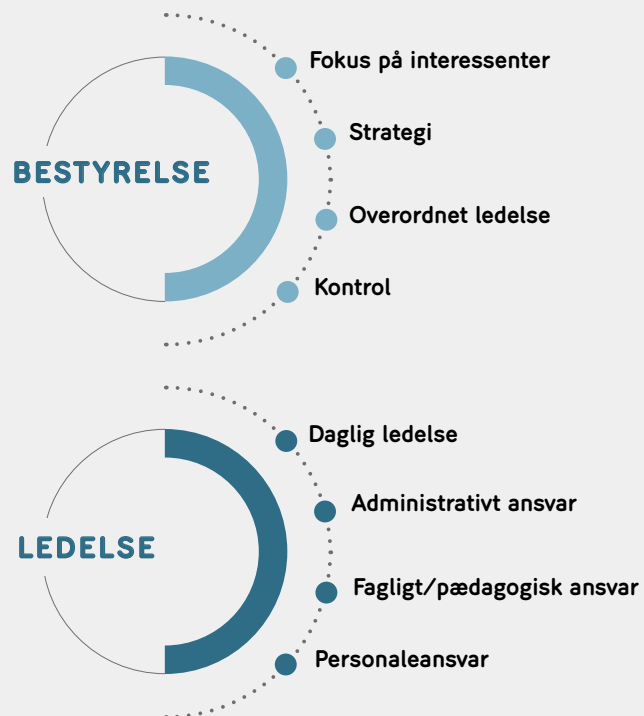 BESTYRELSE
Fokus på interessenter
Strategi
Overordnet ledelse
Kontrol
LEDELSE
Daglig ledelse
Administrativt ansvar
Fagligt/pædagogisk ansvar
Personaleansvar